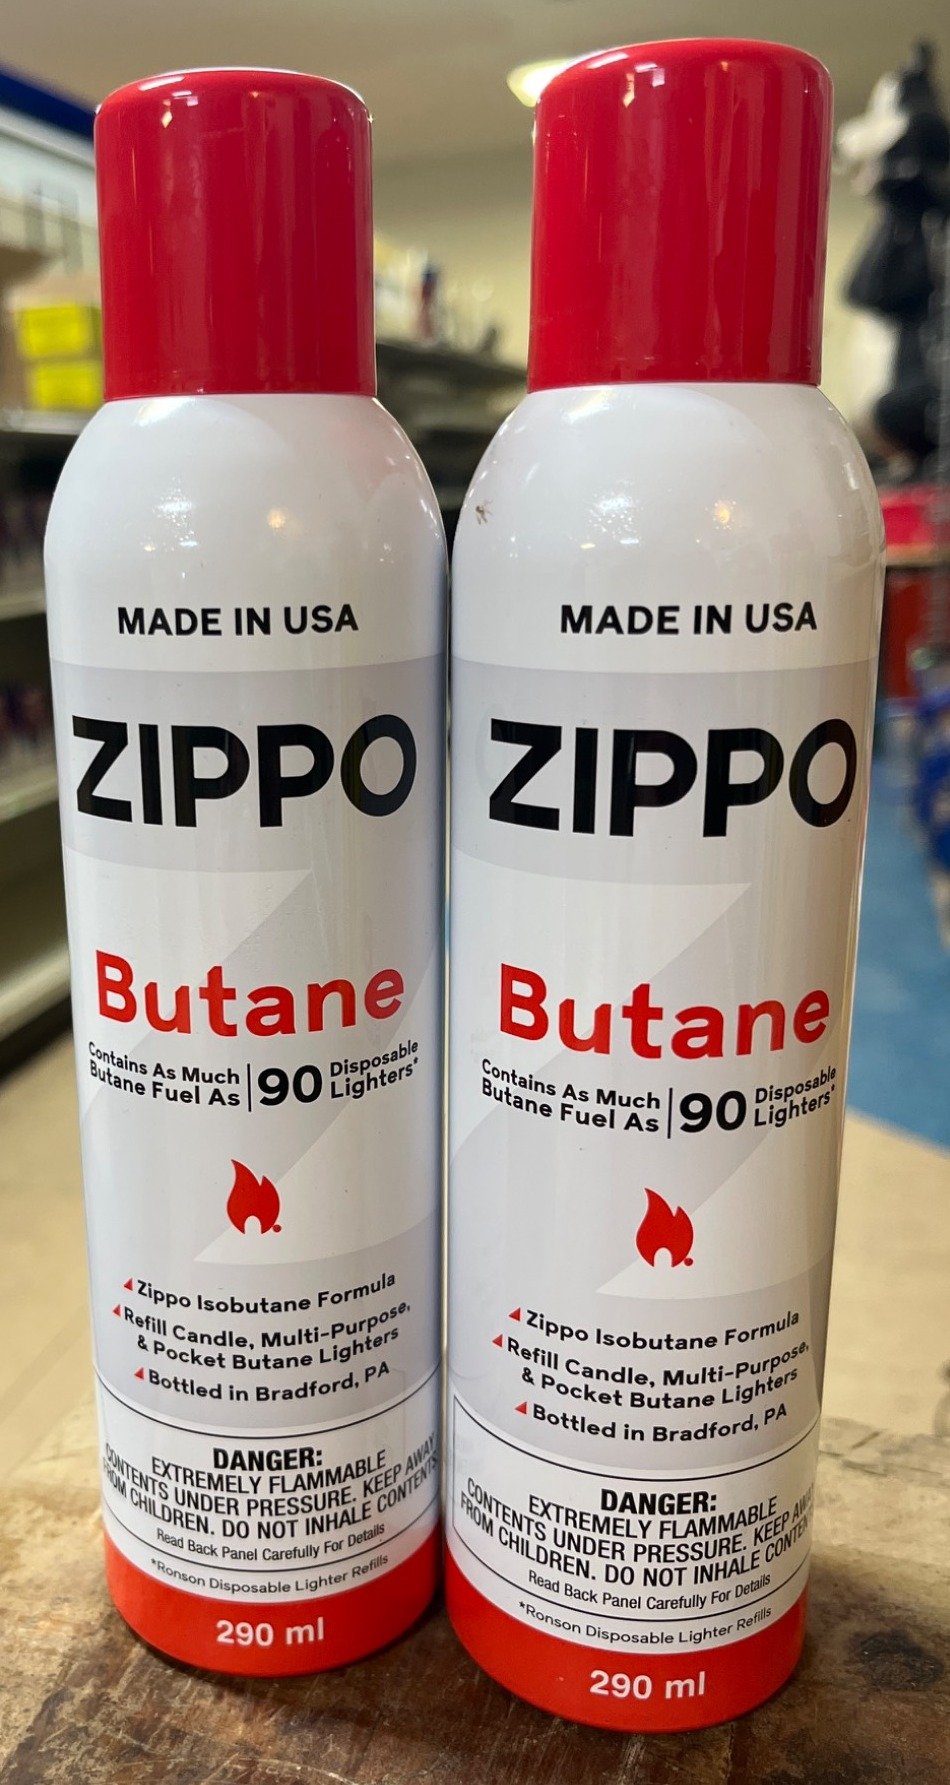 MADE IN USA
ZIPPO
Butane
Contains As Much
Butane Fuel As
90
Disposable
Lighters*
Zippo Isobutane Formula
Refill Candle, Multi-Purpose,
& Pocket Butane Lighters
Bottled in Bradford, PA
DANGER:
EXTREMELY FLAMMABLE
CONTENTS UNDER PRESSURE. KEEP AWAY
FROM CHILDREN. DO NOT INHALE CONTENTS
Read Back Panel Carefully For Details
*Ronson Disposable Lighter Refills
290 ml
MADE IN USA
ZIPPO
Butane
Contains As Much
Butane Fuel As
90
Disposable
Lighters*
Zippo Isobutane Formula
Refill Candle, Multi-Purpose,
& Pocket Butane Lighters
Bottled in Bradford, PA
DANGER:
EXTREMELY FLAMMABLE
CONTENTS UNDER PRESSURE. KEEP AWAY
FROM CHILDREN. DO NOT INHALE CONTEN
Read Back Panel Carefully For Details
*Ronson Disposable Lighter Refills
290 ml